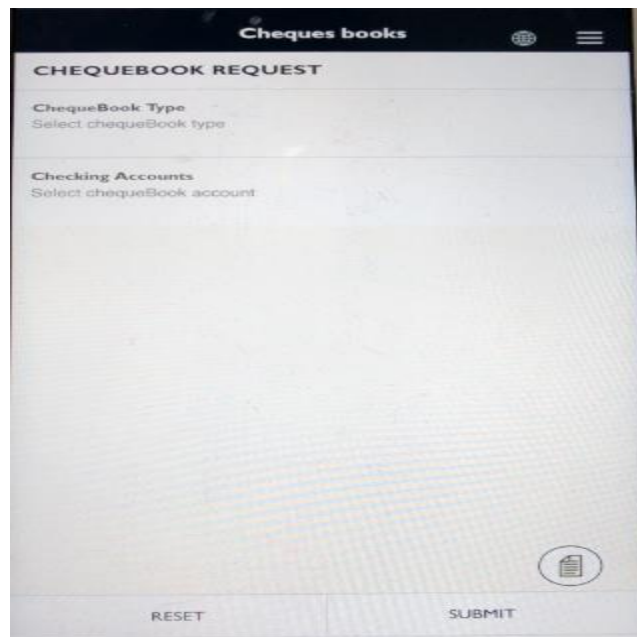 Cheques books
CHEQUEBOOK REQUEST
ChequeBook Type
Select chequeBook type
Checking Accounts
Select chequeBook account
RESET
SUBMIT